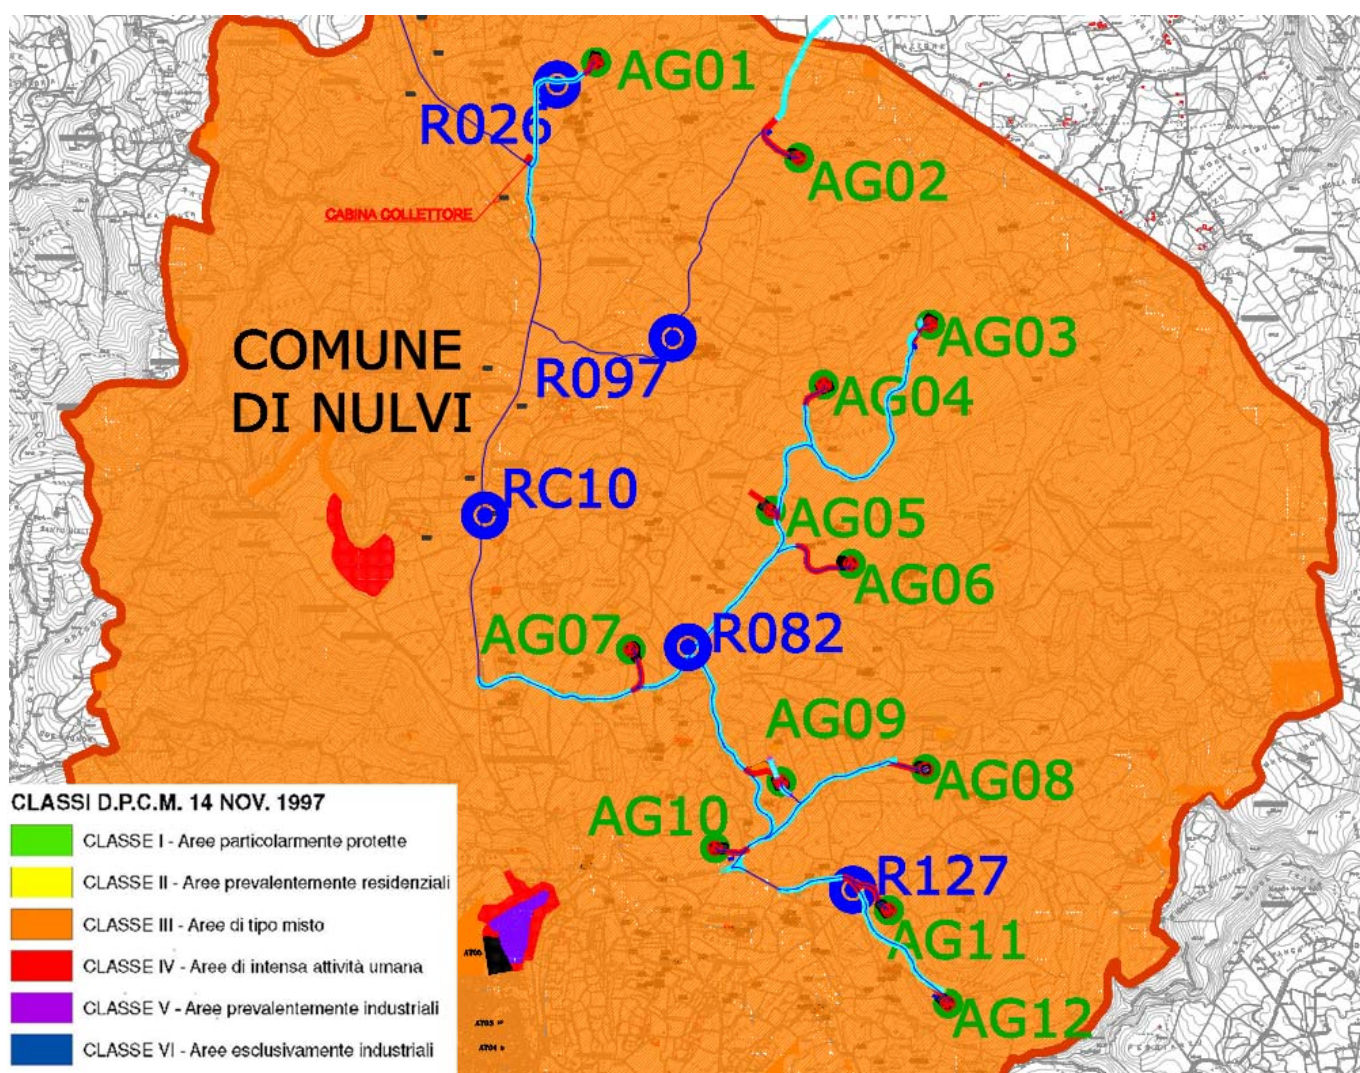 AG01
R026
AG02
CABINA COLLETTORE
AG03
COMUNE
DI NULVI
R097
AG04
RC10
AG05
AG06
AG07
R082
AG09
AG08
AG10
R127
AG11
AG12
CLASSI D.P.C.M. 14 NOV. 1997
CLASSE I - Aree particolarmente protette
CLASSE II - Aree prevalentemente residenziali
CLASSE III - Aree di tipo misto
CLASSE IV - Aree di intensa attività umana
CLASSE V - Aree prevalentemente industriali
CLASSE VI - Aree esclusivamente industriali